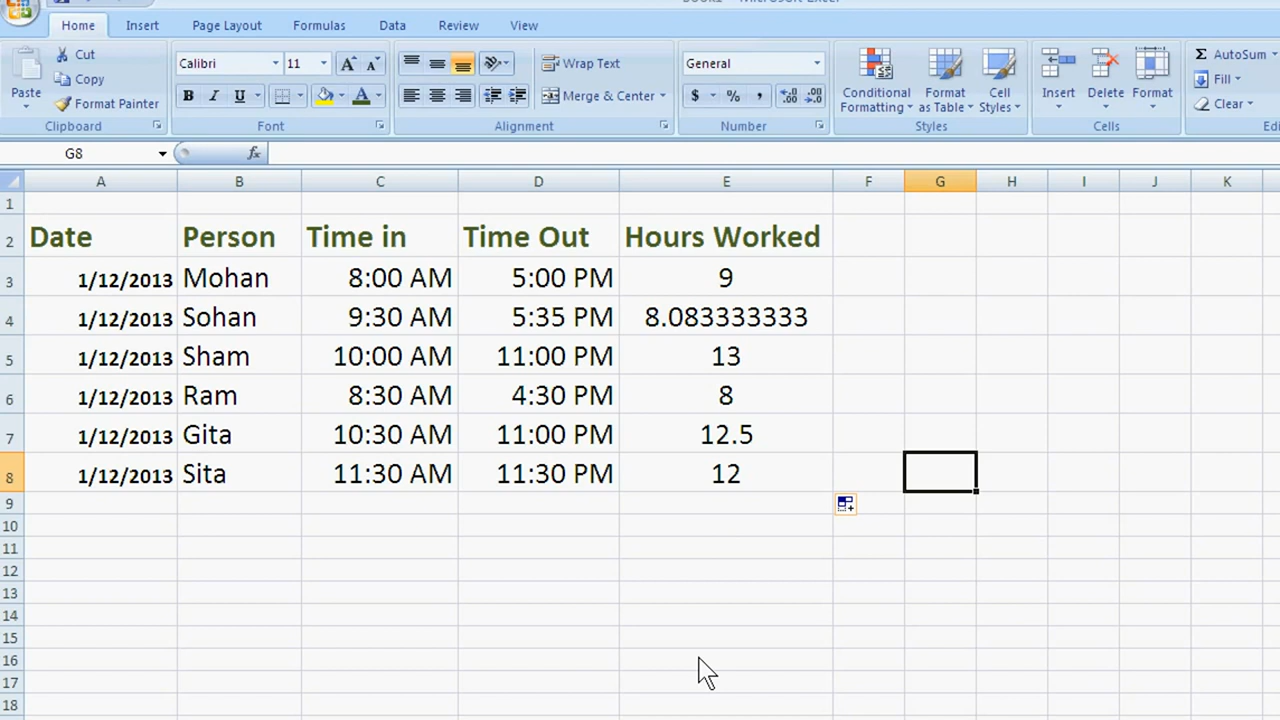 Home Insert Page Layout Formulas Data Review View
Cut
Copy
Format Painter
Paste
Clipboard
Calibri 11 A A
B I U A
Font
Wrap Text
Merge & Center
Alignment
General
$ % ,
Number
Conditional Formatting
Format as Table
Cell Styles
Styles
Insert Delete Format
Cells
Σ AutoSum
Fill
Clear
G8 fx
A B C D E F G H I J K
1
2 Date Person Time in Time Out Hours Worked
3 1/12/2013 Mohan 8:00 AM 5:00 PM 9
4 1/12/2013 Sohan 9:30 AM 5:35 PM 8.083333333
5 1/12/2013 Sham 10:00 AM 11:00 PM 13
6 1/12/2013 Ram 8:30 AM 4:30 PM 8
7 1/12/2013 Gita 10:30 AM 11:00 PM 12.5
8 1/12/2013 Sita 11:30 AM 11:30 PM 12
9
10
11
12
13
14
15
16
17
18